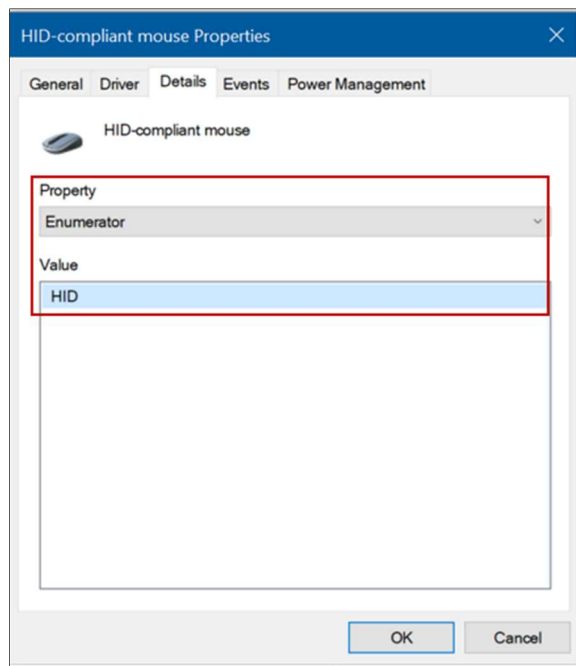 HID-compliant mouse Properties
General Driver Details Events Power Management
HID-compliant mouse
Property
Enumerator
Value
HID
OK Cancel